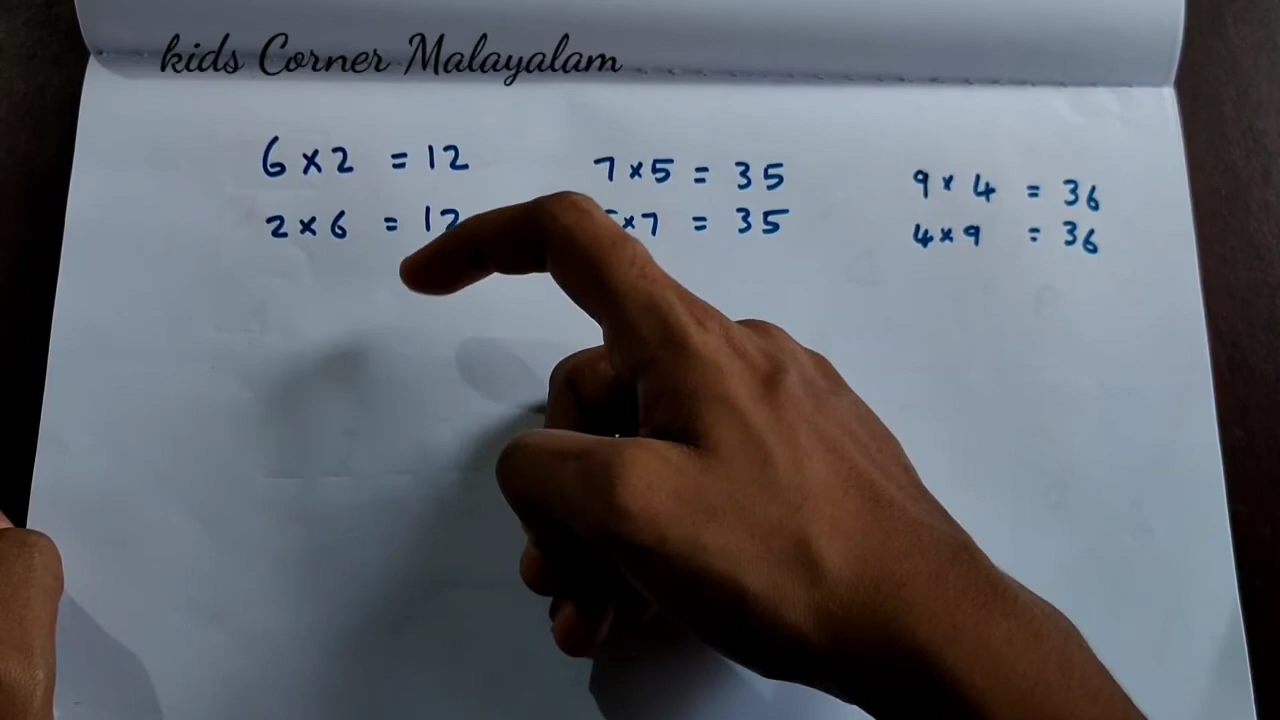 kids Corner Malayalam
6 × 2 = 12
2 × 6 = 12
7 × 5 = 35
× 7 = 35
9 × 4 = 36
4 × 9 = 36